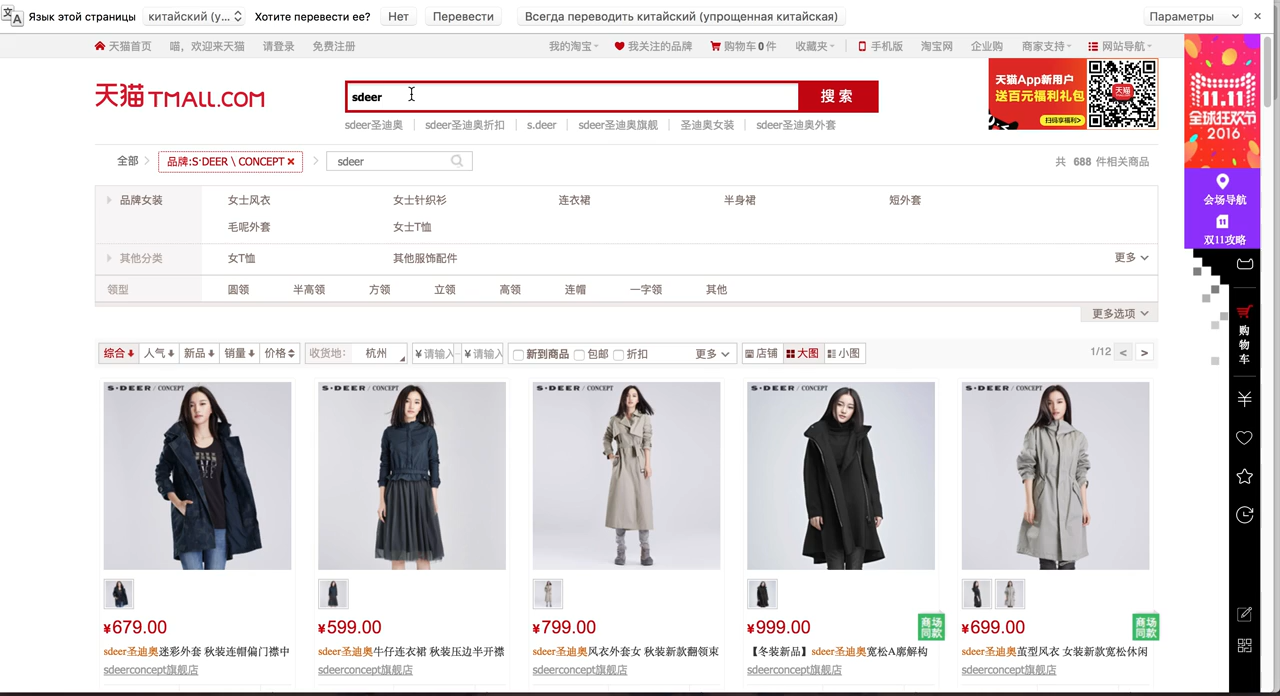 Язык этой страницы китайский (у... Хотите перевести ее? Нет Перевести Всегда переводить китайский (упрощенная китайская) Параметры
天猫首页 喵，欢迎来天猫 请登录 免费注册 我的淘宝 我关注的品牌 购物车0件 收藏夹 手机版 淘宝网 企业购 商家支持 网站导航
天猫 TMALL.COM
sdeer 搜索
sdeer圣迪奥 sdeer圣迪奥折扣 s.deer sdeer圣迪奥旗舰 圣迪奥女装 sdeer圣迪奥外套
天猫App新用户
送百元福利礼包
扫码享福利>
天猫
11.11
全球狂欢节
2016
会场导航
双11攻略
购物车
全部 品牌:S·DEER \ CONCEPT × sdeer 共 688 件相关商品
品牌女装 女士风衣 女士针织衫 连衣裙 半身裙 短外套
毛呢外套 女士T恤
其他分类 女T恤 其他服饰配件 更多
领型 圆领 半高领 方领 立领 高领 连帽 一字领 其他
更多选项
综合 人气 新品 销量 价格 收货地: 杭州 ¥请输入 - ¥请输入 新到商品 包邮 折扣 更多 店铺 大图 小图 1/12 < >
S·DEER / CONCEPT S·DEER / CONCEPT S·DEER / CONCEPT S·DEER / CONCEPT S·DEER / CONCEPT
商场同款 商场同款
¥679.00 ¥599.00 ¥799.00 ¥999.00 ¥699.00
sdeer圣迪奥迷彩外套 秋装连帽偏门襟中 sdeer圣迪奥牛仔连衣裙 秋装压边半开襟 sdeer圣迪奥风衣外套女 秋装新款翻领束 【冬装新品】sdeer圣迪奥宽松A廓解构 sdeer圣迪奥茧型风衣 女装新款宽松休闲
sdeerconcept旗舰店 sdeerconcept旗舰店 sdeerconcept旗舰店 sdeerconcept旗舰店 sdeerconcept旗舰店